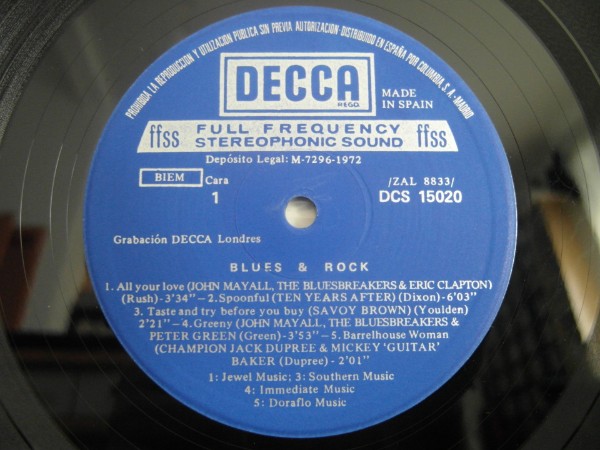 PROHIBIDA LA REPRODUCCION Y UTILIZACION PUBLICA SIN PREVIA AUTORIZACION DISTRIBUIDO EN ESPAÑA POR COLUMBIA S. A.-MADRID
DECCA
REGD.
MADE
IN SPAIN
ffss FULL FREQUENCY ffss
STEREOPHONIC SOUND
Depósito Legal: M-7296-1972
BIEM Cara /ZAL 8833/
1 DCS 15020
Grabación DECCA Londres
BLUES & ROCK
1. All your love (JOHN MAYALL, THE BLUESBREAKERS & ERIC CLAPTON)
(Rush)-3'34"-2. Spoonful (TEN YEARS AFTER) (Dixon)-6'03"
3. Taste and try before you buy (SAVOY BROWN) (Youlden)
2'21"-4. Greeny (JOHN MAYALL, THE BLUESBREAKERS &
PETER GREEN) (Green)-3'53"-5. Barrelhouse Woman
(CHAMPION JACK DUPREE & MICKEY 'GUITAR'
BAKER (Dupree) - 2'01"
1: Jewel Music; 3: Southern Music
4: Immediate Music
5: Doraflo Music